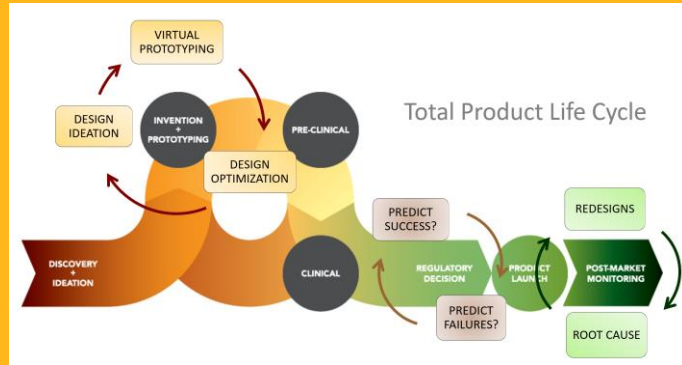 VIRTUAL
PROTOTYPING
Total Product Life Cycle
DESIGN
IDEATION
INVENTION
+
PROTOTYPING
PRE-CLINICAL
DESIGN
OPTIMIZATION
PREDICT
SUCCESS?
REDESIGNS
DISCOVERY
+
IDEATION
CLINICAL
REGULATORY
DECISION
PRODUCT
LAUNCH
POST-MARKET
MONITORING
PREDICT
FAILURES?
ROOT CAUSE